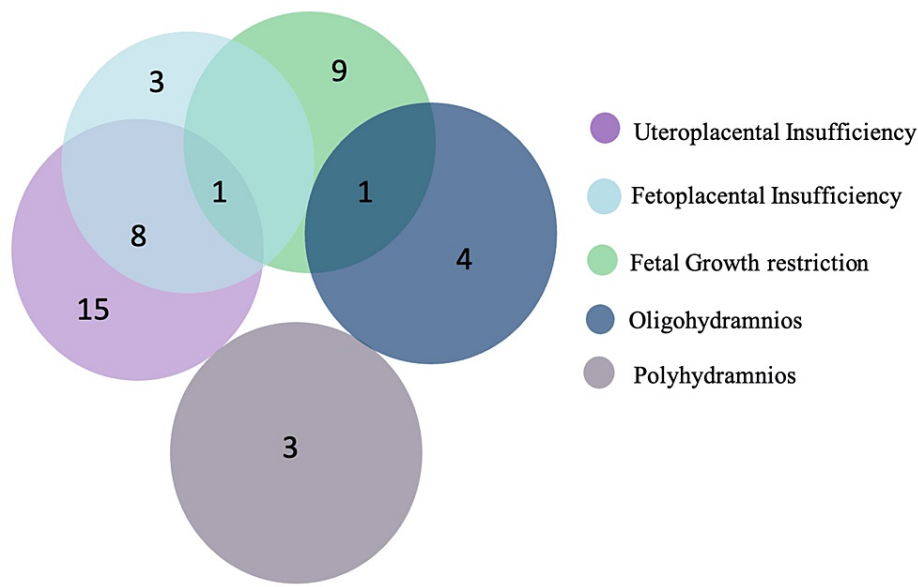 3
9
1
1
8
4
15
3
Uteroplacental Insufficiency
Fetoplacental Insufficiency
Fetal Growth restriction
Oligohydramnios
Polyhydramnios